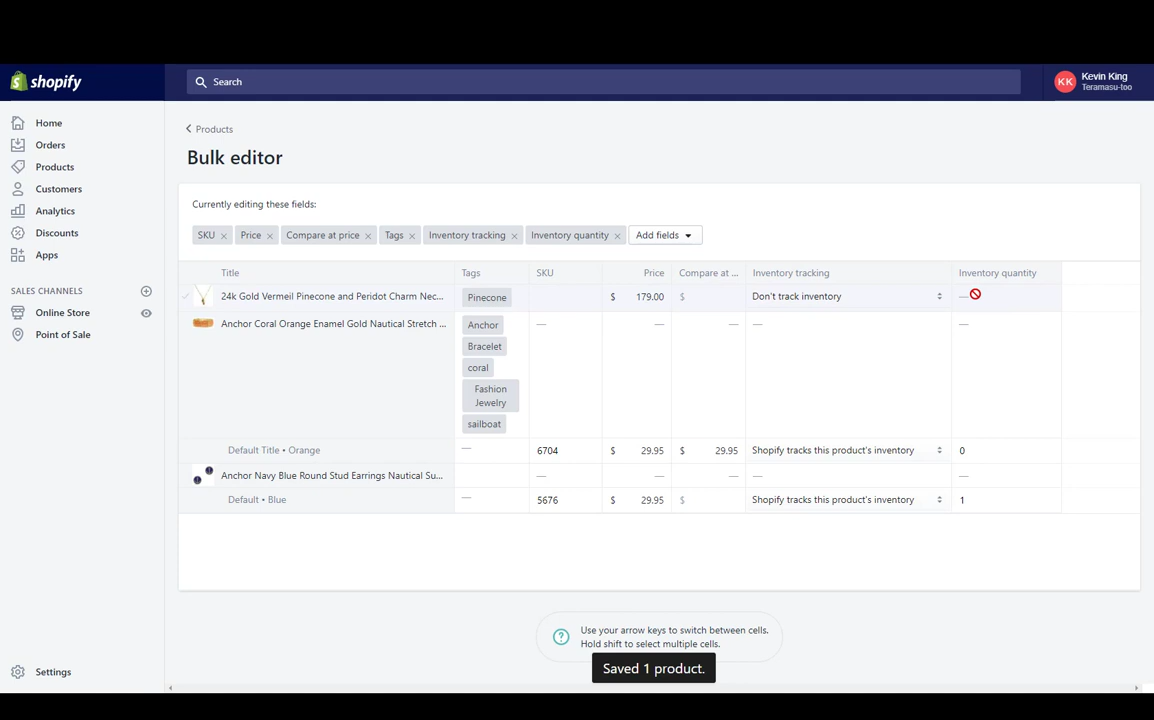 shopify
Search
KK
Kevin King
Teramasu-too
Home
Orders
Products
Customers
Analytics
Discounts
Apps
SALES CHANNELS
Online Store
Point of Sale
Settings
Products
Bulk editor
Currently editing these fields:
SKU × Price × Compare at price × Tags × Inventory tracking × Inventory quantity × Add fields
Title Tags SKU Price Compare at ... Inventory tracking Inventory quantity
24k Gold Vermeil Pinecone and Peridot Charm Nec... Pinecone $ 179.00 $ Don't track inventory —
Anchor Coral Orange Enamel Gold Nautical Stretch ... Anchor — — — — —
Bracelet
coral
Fashion
Jewelry
sailboat
Default Title • Orange — 6704 $ 29.95 $ 29.95 Shopify tracks this product's inventory 0
Anchor Navy Blue Round Stud Earrings Nautical Su... — — — — —
Default • Blue — 5676 $ 29.95 $ Shopify tracks this product's inventory 1
? Use your arrow keys to switch between cells.
Hold shift to select multiple cells.
Saved 1 product.